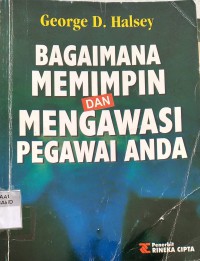 George D. Halsey
BAGAIMANA
MEMIMPIN
DAN
MENGAWASI
PEGAWAI ANDA
Penerbit
RINEKA CIPTA